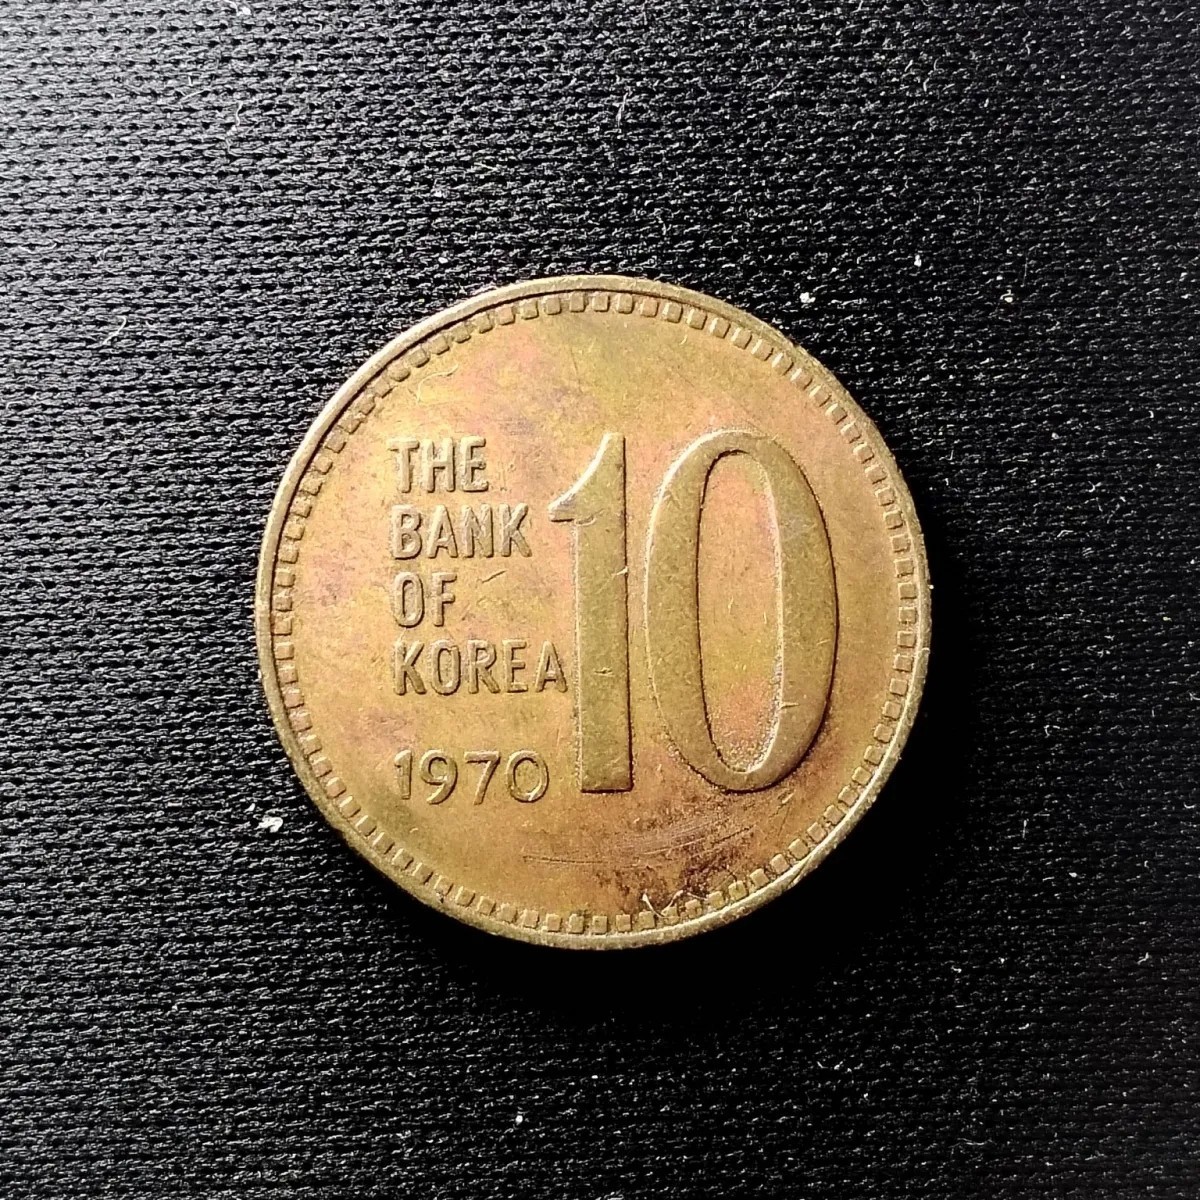 THE
BANK
OF
KOREA
1970
10